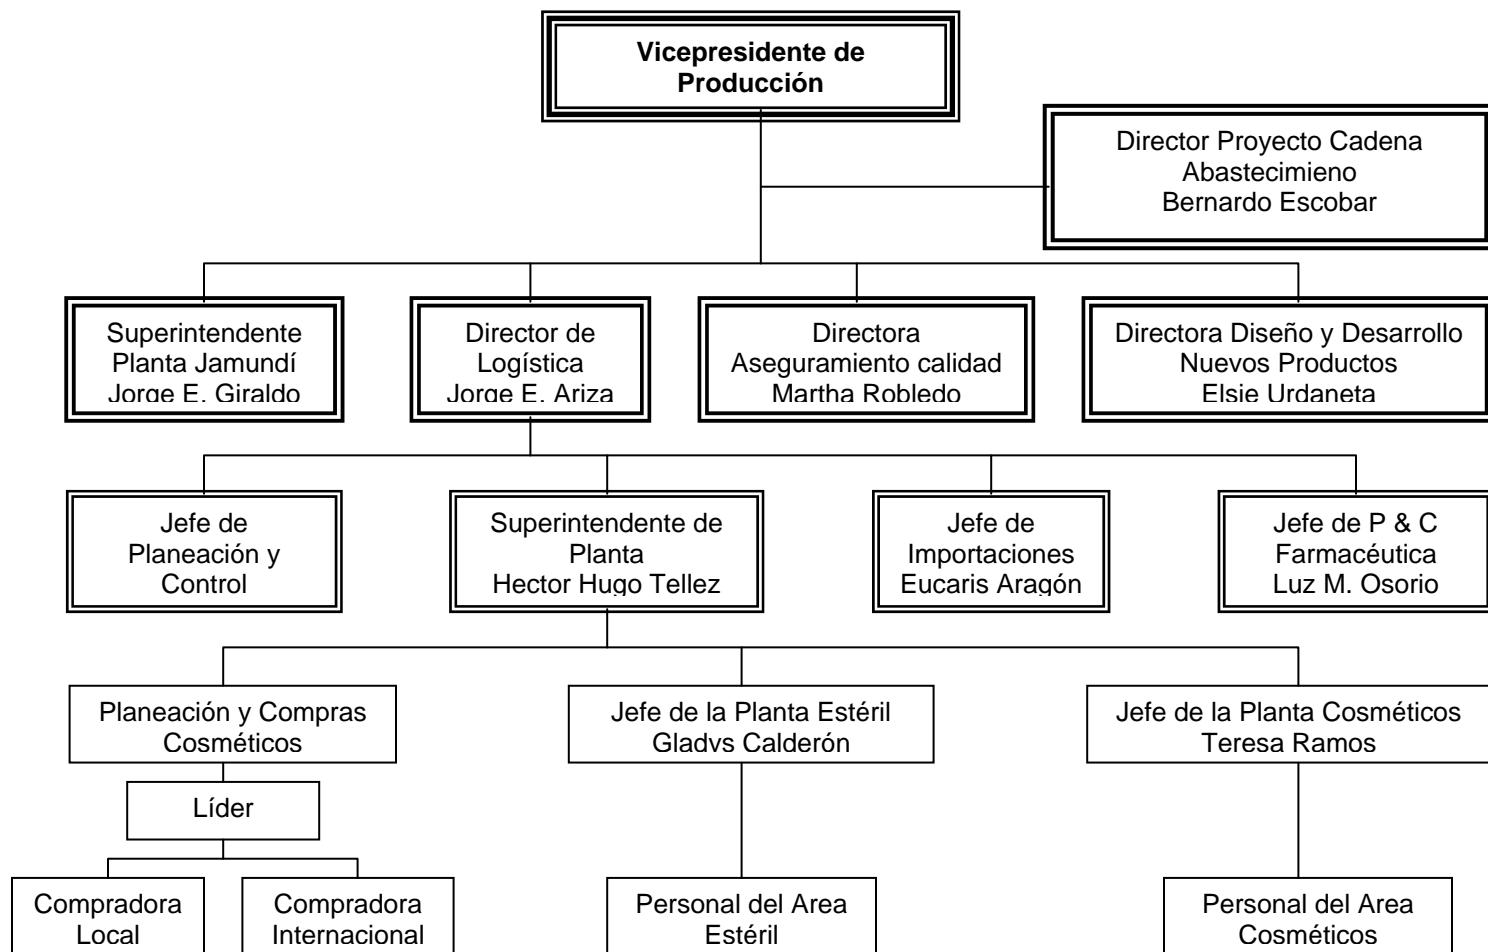 Vicepresidente de
Producción
Director Proyecto Cadena
Abastecimieno
Bernardo Escobar
Superintendente
Planta Jamundí
Jorge E. Giraldo
Director de
Logística
Jorge E. Ariza
Directora
Aseguramiento calidad
Martha Robledo
Directora Diseño y Desarrollo
Nuevos Productos
Elsie Urdaneta
Jefe de
Planeación y
Control
Superintendente de
Planta
Hector Hugo Tellez
Jefe de
Importaciones
Eucaris Aragón
Jefe de P & C
Farmacéutica
Luz M. Osorio
Planeación y Compras
Cosméticos
Jefe de la Planta Estéril
Gladys Calderón
Jefe de la Planta Cosméticos
Teresa Ramos
Líder
Compradora
Local
Compradora
Internacional
Personal del Area
Estéril
Personal del Area
Cosméticos